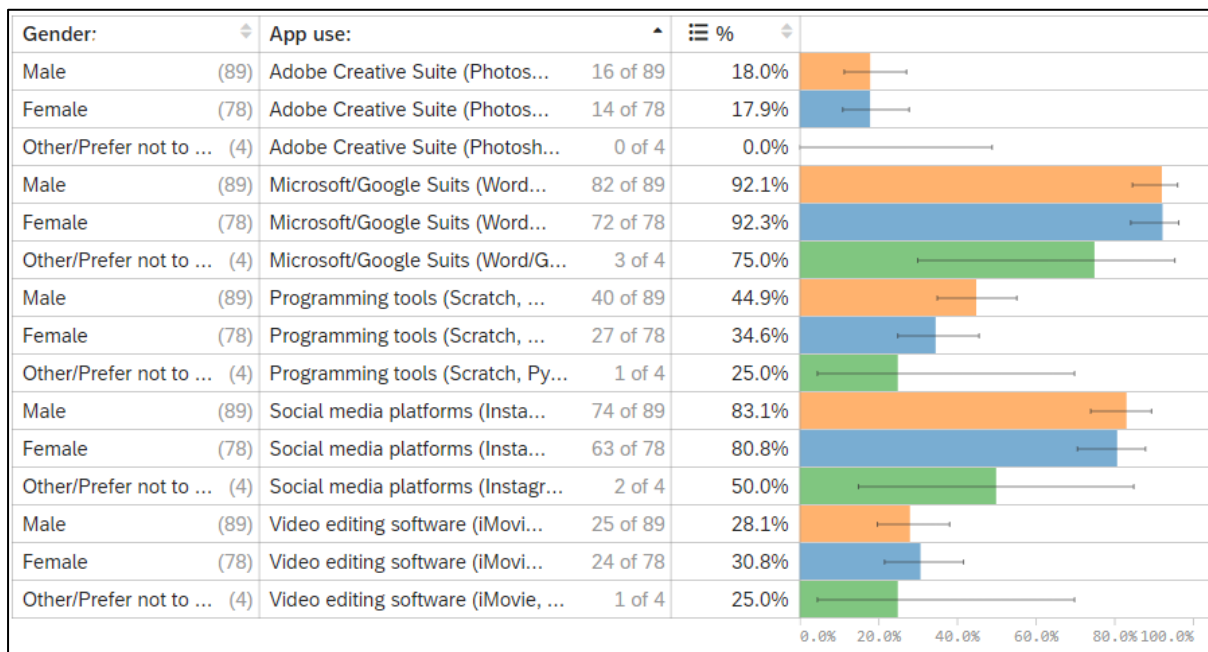 Gender: App use: %
Male (89) Adobe Creative Suite (Photos... 16 of 89 18.0%
Female (78) Adobe Creative Suite (Photos... 14 of 78 17.9%
Other/Prefer not to ... (4) Adobe Creative Suite (Photosh... 0 of 4 0.0%
Male (89) Microsoft/Google Suits (Word... 82 of 89 92.1%
Female (78) Microsoft/Google Suits (Word... 72 of 78 92.3%
Other/Prefer not to ... (4) Microsoft/Google Suits (Word/G... 3 of 4 75.0%
Male (89) Programming tools (Scratch, ... 40 of 89 44.9%
Female (78) Programming tools (Scratch, ... 27 of 78 34.6%
Other/Prefer not to ... (4) Programming tools (Scratch, Py... 1 of 4 25.0%
Male (89) Social media platforms (Insta... 74 of 89 83.1%
Female (78) Social media platforms (Insta... 63 of 78 80.8%
Other/Prefer not to ... (4) Social media platforms (Instagr... 2 of 4 50.0%
Male (89) Video editing software (iMovi... 25 of 89 28.1%
Female (78) Video editing software (iMovi... 24 of 78 30.8%
Other/Prefer not to ... (4) Video editing software (iMovie, ... 1 of 4 25.0%
0.0% 20.0% 40.0% 60.0% 80.0% 100.0%